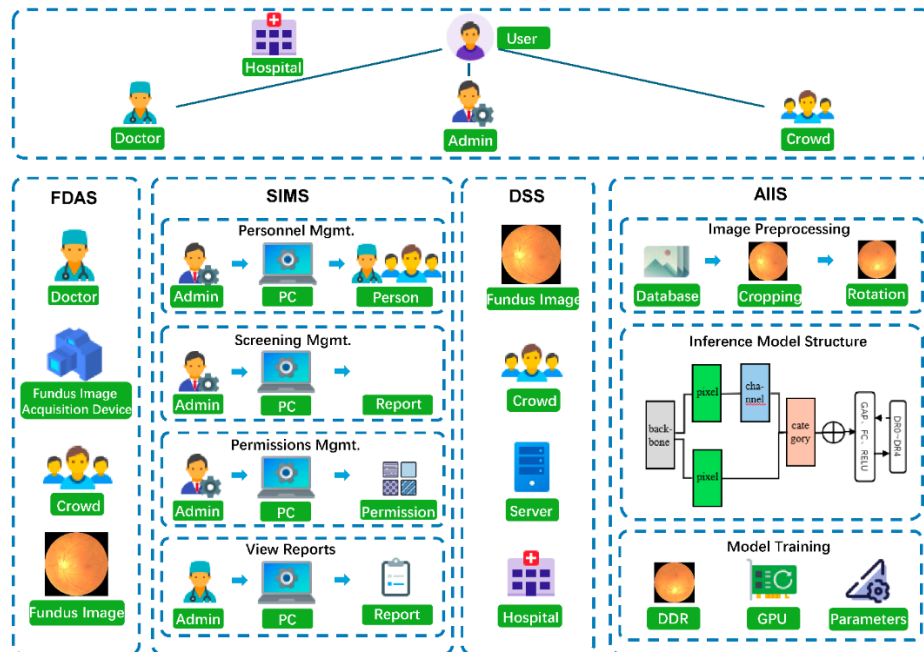 User
Hospital
Doctor
Admin
Crowd
FDAS
Doctor
Fundus Image
Acquisition Device
Crowd
Fundus Image
SIMS
Personnel Mgmt.
Admin
PC
Person
Screening Mgmt.
Admin
PC
Report
Permissions Mgmt.
Admin
PC
Permission
View Reports
Admin
PC
Report
DSS
Fundus Image
Crowd
Server
Hospital
AIIS
Image Preprocessing
Database
Cropping
Rotation
Inference Model Structure
back-
bone
pixel
cha-
nnel
pixel
cate
gory
GAP、FC、RELU
DR0-DR4
Model Training
DDR
GPU
Parameters